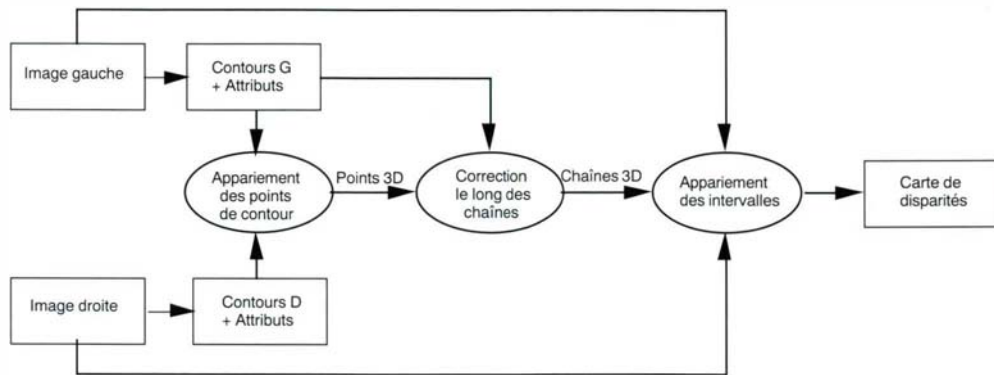 Image gauche
Contours G
+ Attributs
Appariement
des points
de contour
Points 3D
Correction
le long des
chaînes
Chaînes 3D
Appariement
des intervalles
Carte de
disparités
Image droite
Contours D
+ Attributs